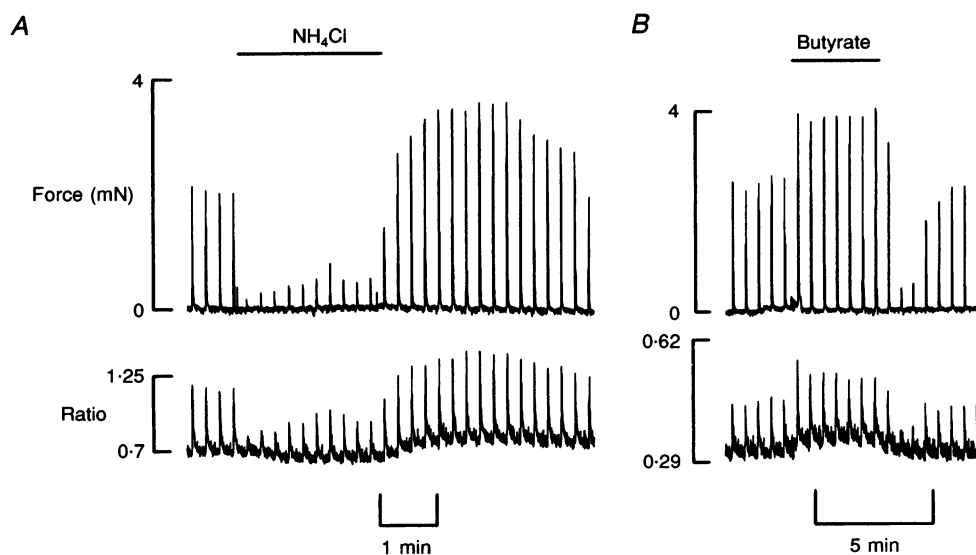 A
NH₄Cl
4
Force (mN)
0
1·25
Ratio
0·7
1 min
B
Butyrate
4
0
0·62
0·29
5 min